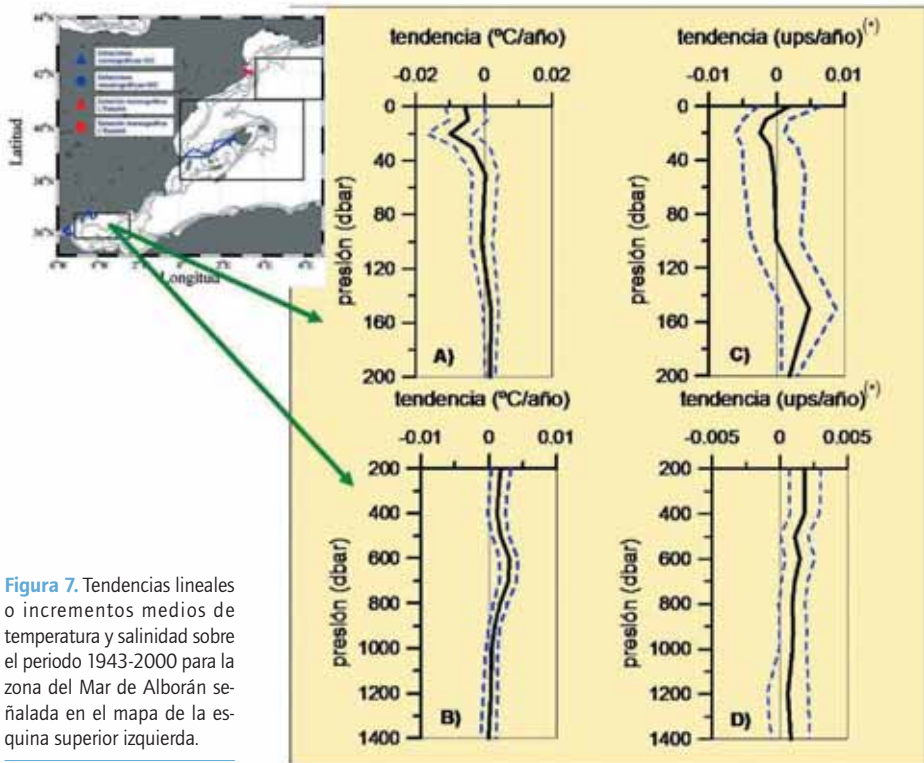 44°N
42°N
40°N
38°N
36°N
Latitud
Longitud
tendencia (ºC/año)
-0.02 0 0.02
0
40
80
120
160
200
presión (dbar)
A)
tendencia (ups/año)(*)
-0.01 0 0.01
0
40
80
120
160
200
presión (dbar)
C)
tendencia (ºC/año)
-0.01 0 0.01
200
400
600
800
1000
1200
1400
presión (dbar)
B)
tendencia (ups/año)(*)
-0.005 0 0.005
200
400
600
800
1000
1200
1400
presión (dbar)
D)
Figura 7. Tendencias lineales
o incrementos medios de
temperatura y salinidad sobre
el periodo 1943-2000 para la
zona del Mar de Alborán se-
ñalada en el mapa de la es-
quina superior izquierda.